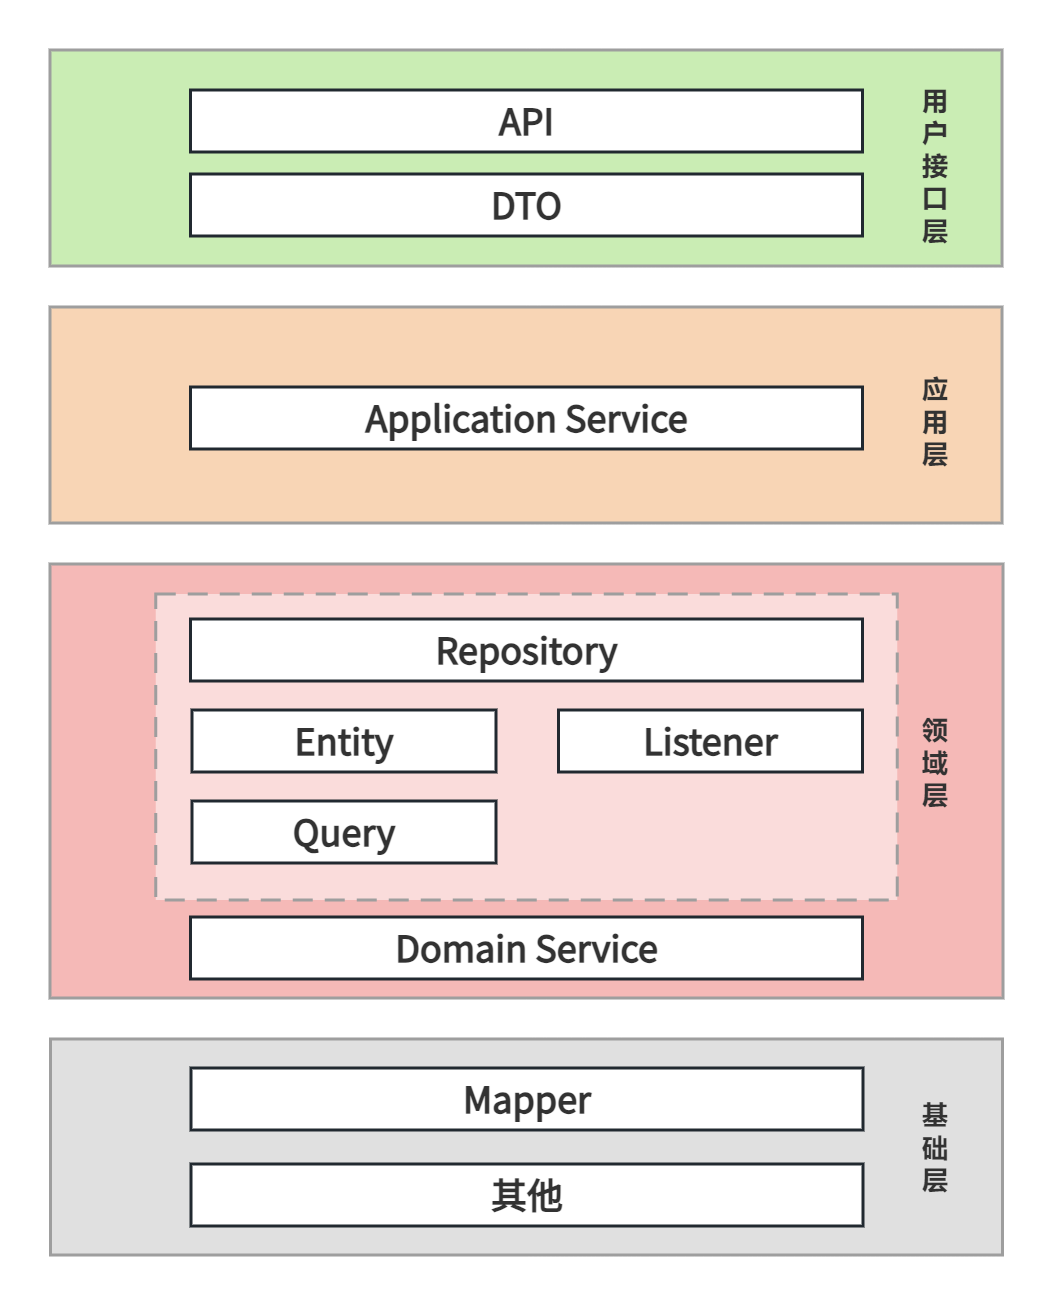 API
DTO
用户接口层
Application Service
应用层
Repository
Entity
Listener
Query
Domain Service
领域层
Mapper
其他
基础层